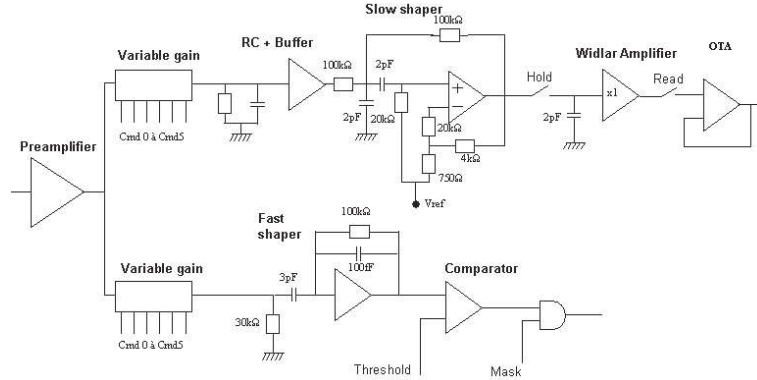 Slow shaper
100kΩ
Variable gain
RC + Buffer
Widlar Amplifier
OTA
100kΩ
2pF
Hold
Read
+
−
x1
2pF
20kΩ
20kΩ
2pF
Cmd 0 à Cmd5
4kΩ
Preamplifier
750Ω
Vref
Fast
shaper
100kΩ
Variable gain
100fF
Comparator
3pF
30kΩ
Cmd 0 à Cmd5
Threshold
Mask